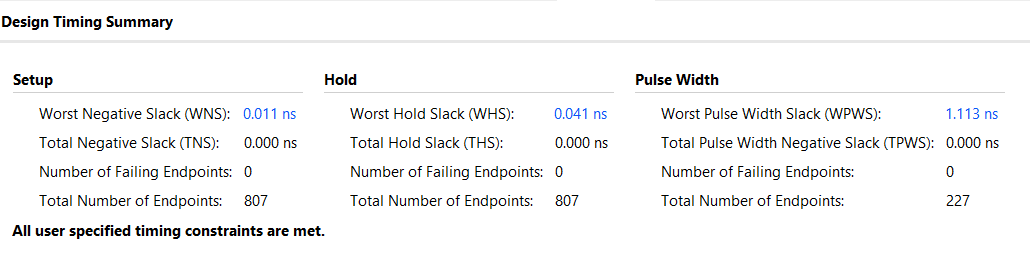 Design Timing Summary
Setup Hold Pulse Width
Worst Negative Slack (WNS): 0.011 ns Worst Hold Slack (WHS): 0.041 ns Worst Pulse Width Slack (WPWS): 1.113 ns
Total Negative Slack (TNS): 0.000 ns Total Hold Slack (THS): 0.000 ns Total Pulse Width Negative Slack (TPWS): 0.000 ns
Number of Failing Endpoints: 0 Number of Failing Endpoints: 0 Number of Failing Endpoints: 0
Total Number of Endpoints: 807 Total Number of Endpoints: 807 Total Number of Endpoints: 227
All user specified timing constraints are met.